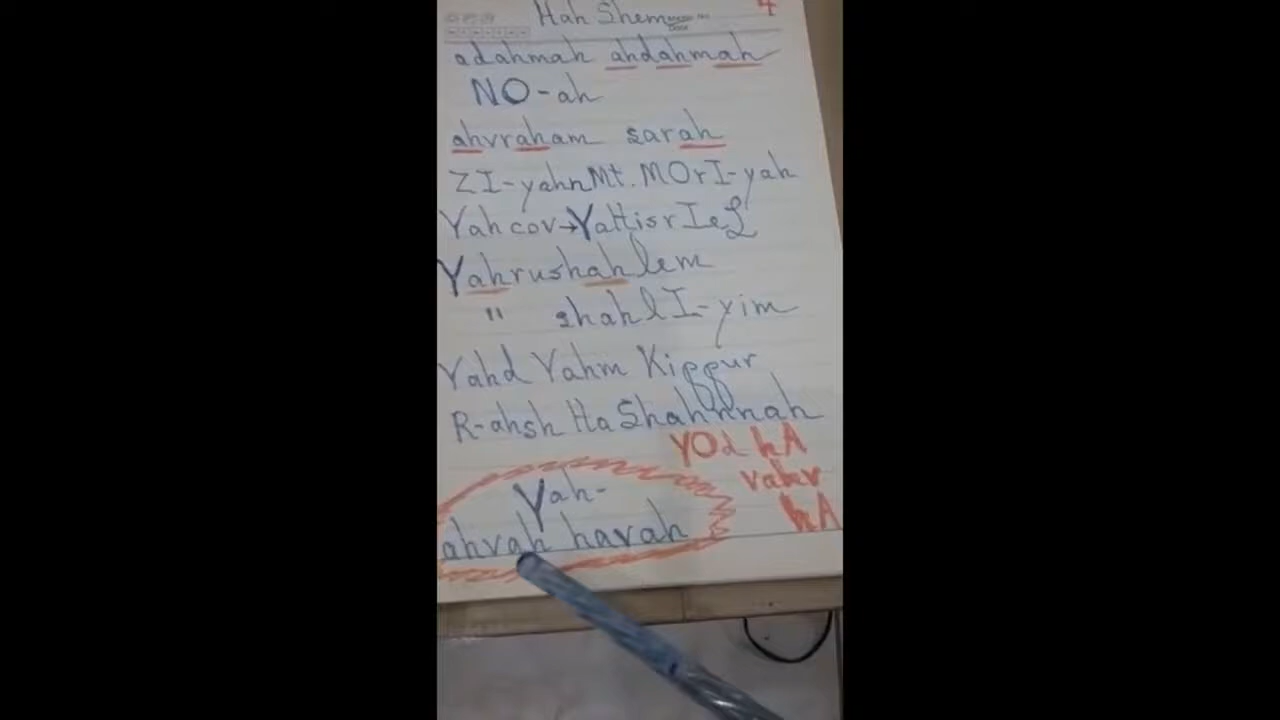 Hah Shem
4
adahmah ahdahmah
NO-ah
ahvraham sarah
ZI-yahn Mt. MOrI-yah
Yahcov→YaHisrIeL
Yahrushahlem
" shahlI-yim
Yahd Yahm Kippur
R-ahsh HaShahnnah
YOd hA
vahv
hA
Yah-
ahvah havah